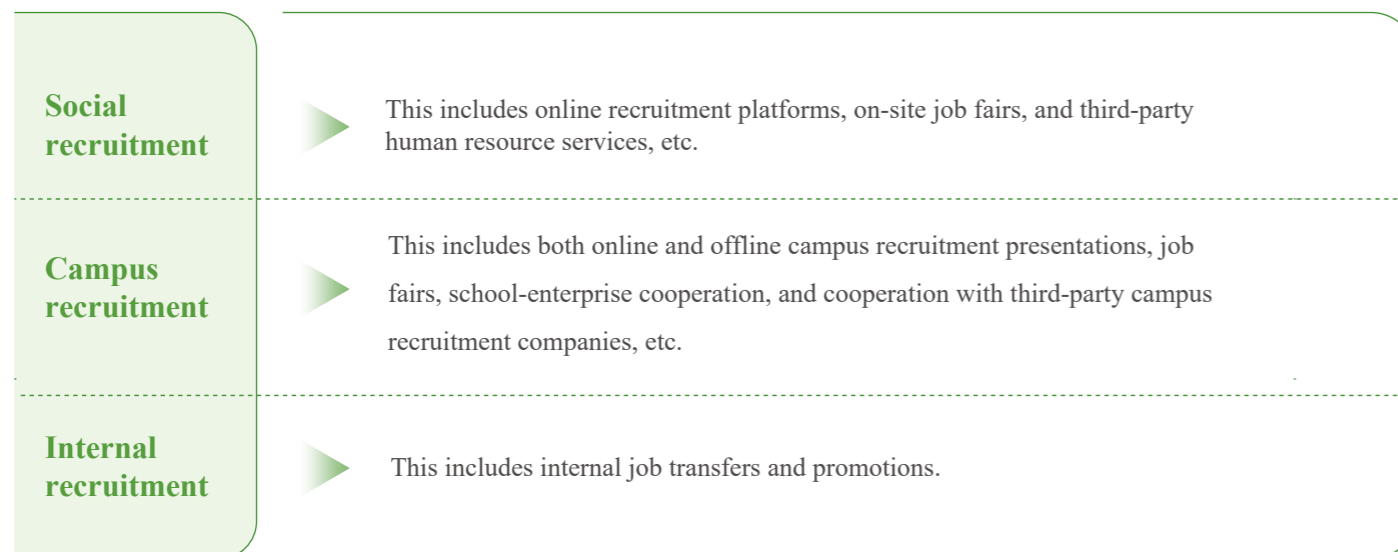 Social
recruitment
This includes online recruitment platforms, on-site job fairs, and third-party
human resource services, etc.
Campus
recruitment
This includes both online and offline campus recruitment presentations, job
fairs, school-enterprise cooperation, and cooperation with third-party campus
recruitment companies, etc.
Internal
recruitment
This includes internal job transfers and promotions.